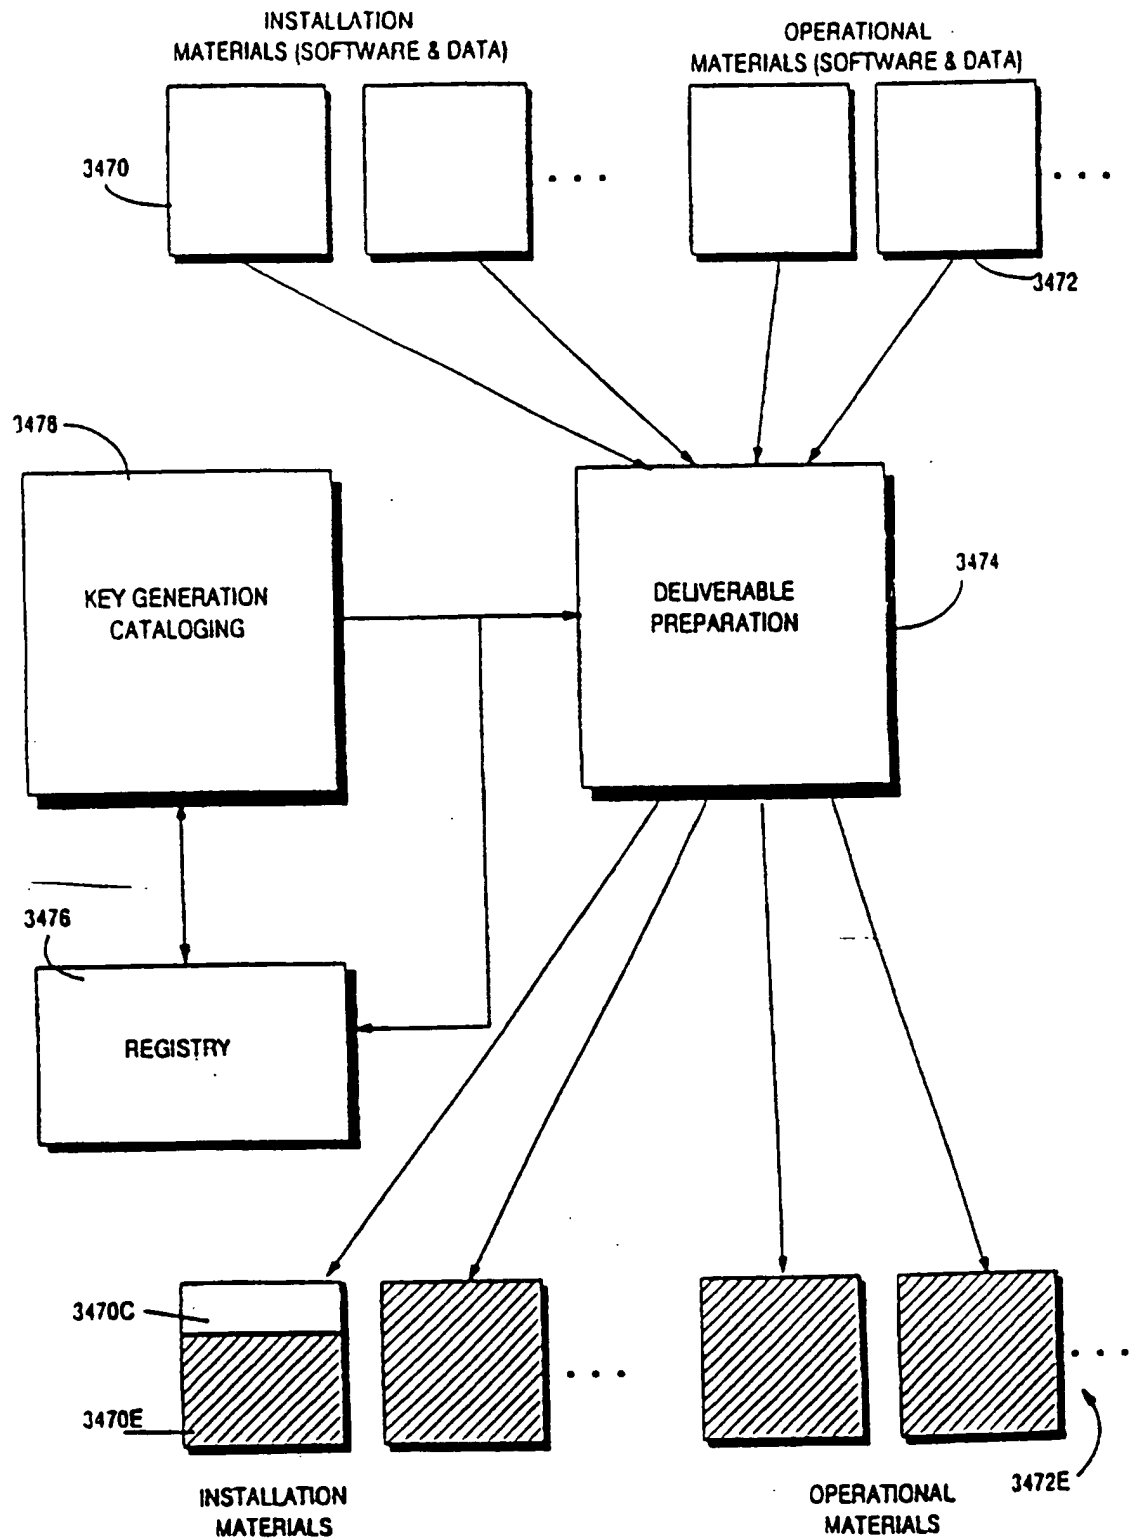 INSTALLATION
MATERIALS (SOFTWARE & DATA)
OPERATIONAL
MATERIALS (SOFTWARE & DATA)
3470
3472
3478
KEY GENERATION
CATALOGING
DELIVERABLE
PREPARATION
3474
3476
REGISTRY
3470C
3470E
3472E
INSTALLATION
MATERIALS
OPERATIONAL
MATERIALS